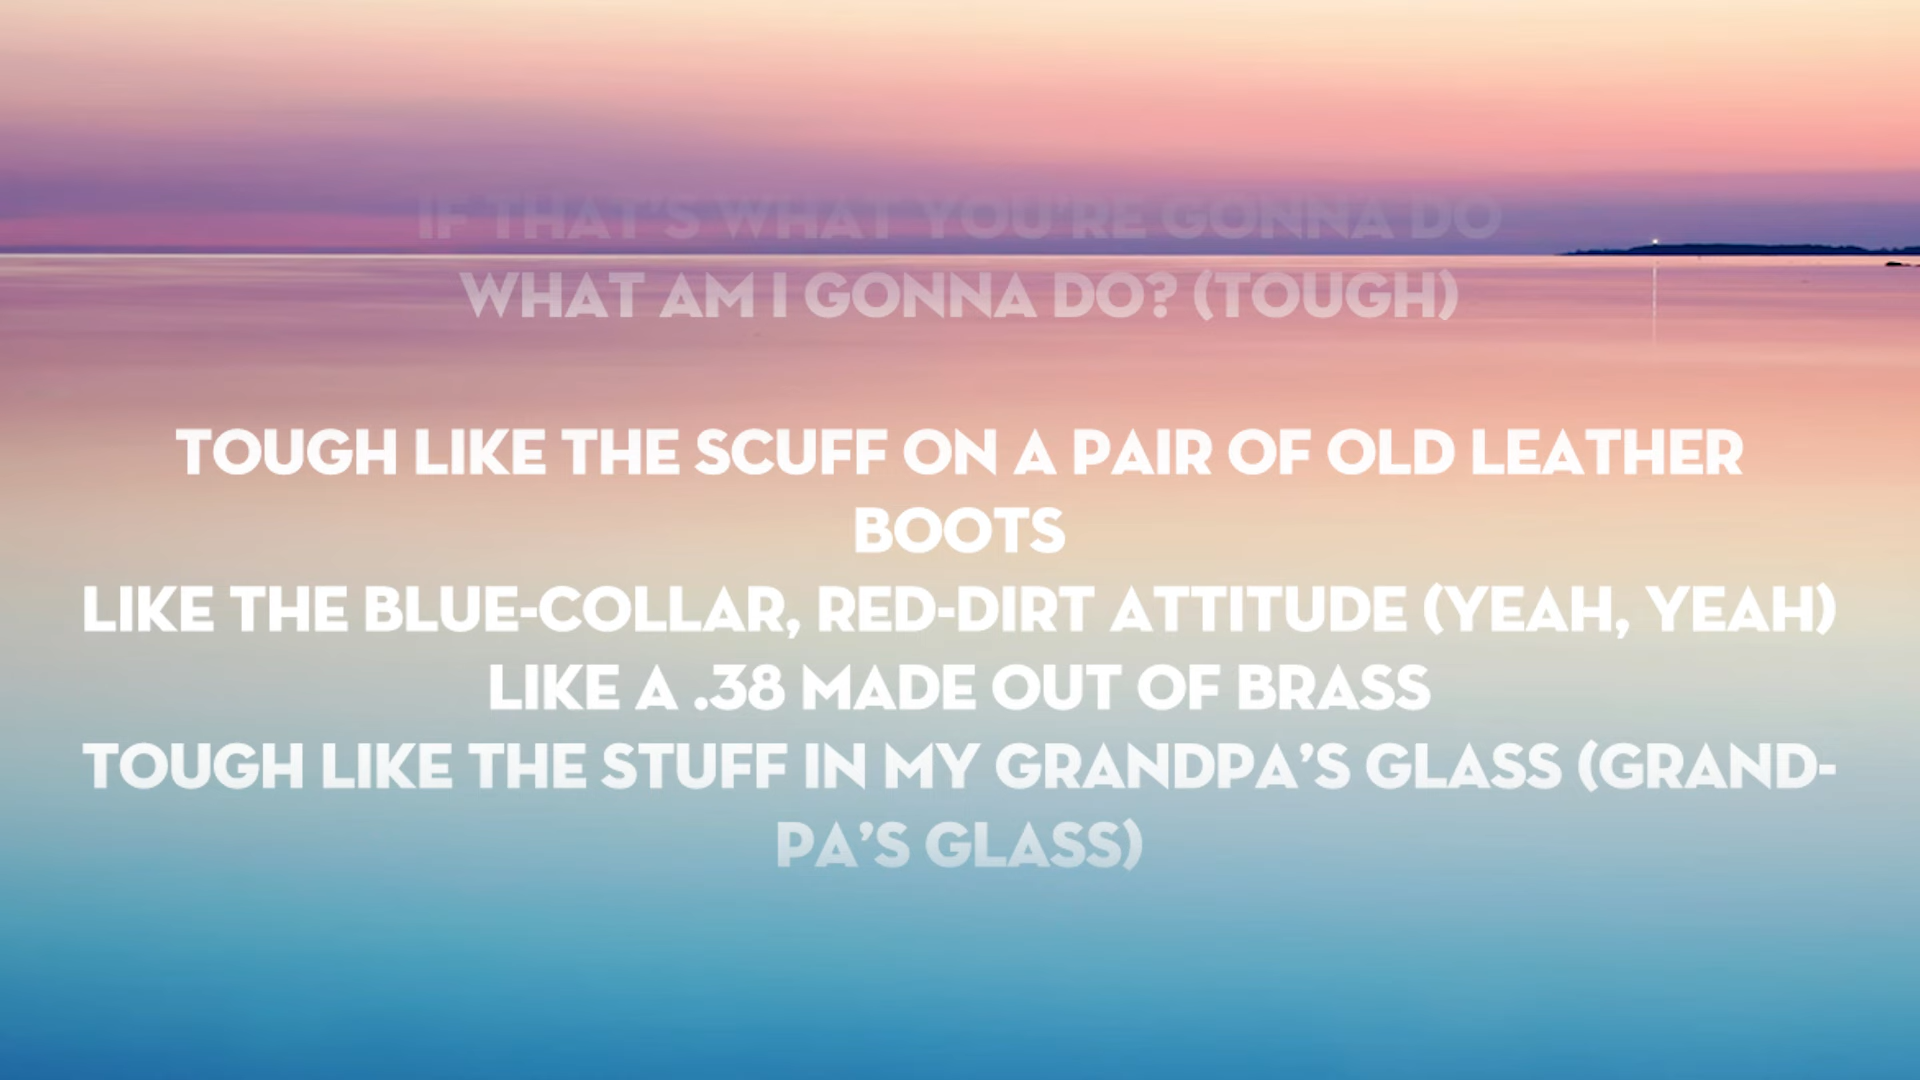 IF THAT'S WHAT YOU'RE GONNA DO
WHAT AM I GONNA DO? (TOUGH)
TOUGH LIKE THE SCUFF ON A PAIR OF OLD LEATHER
BOOTS
LIKE THE BLUE-COLLAR, RED-DIRT ATTITUDE (YEAH, YEAH)
LIKE A .38 MADE OUT OF BRASS
TOUGH LIKE THE STUFF IN MY GRANDPA'S GLASS (GRAND-
PA'S GLASS)